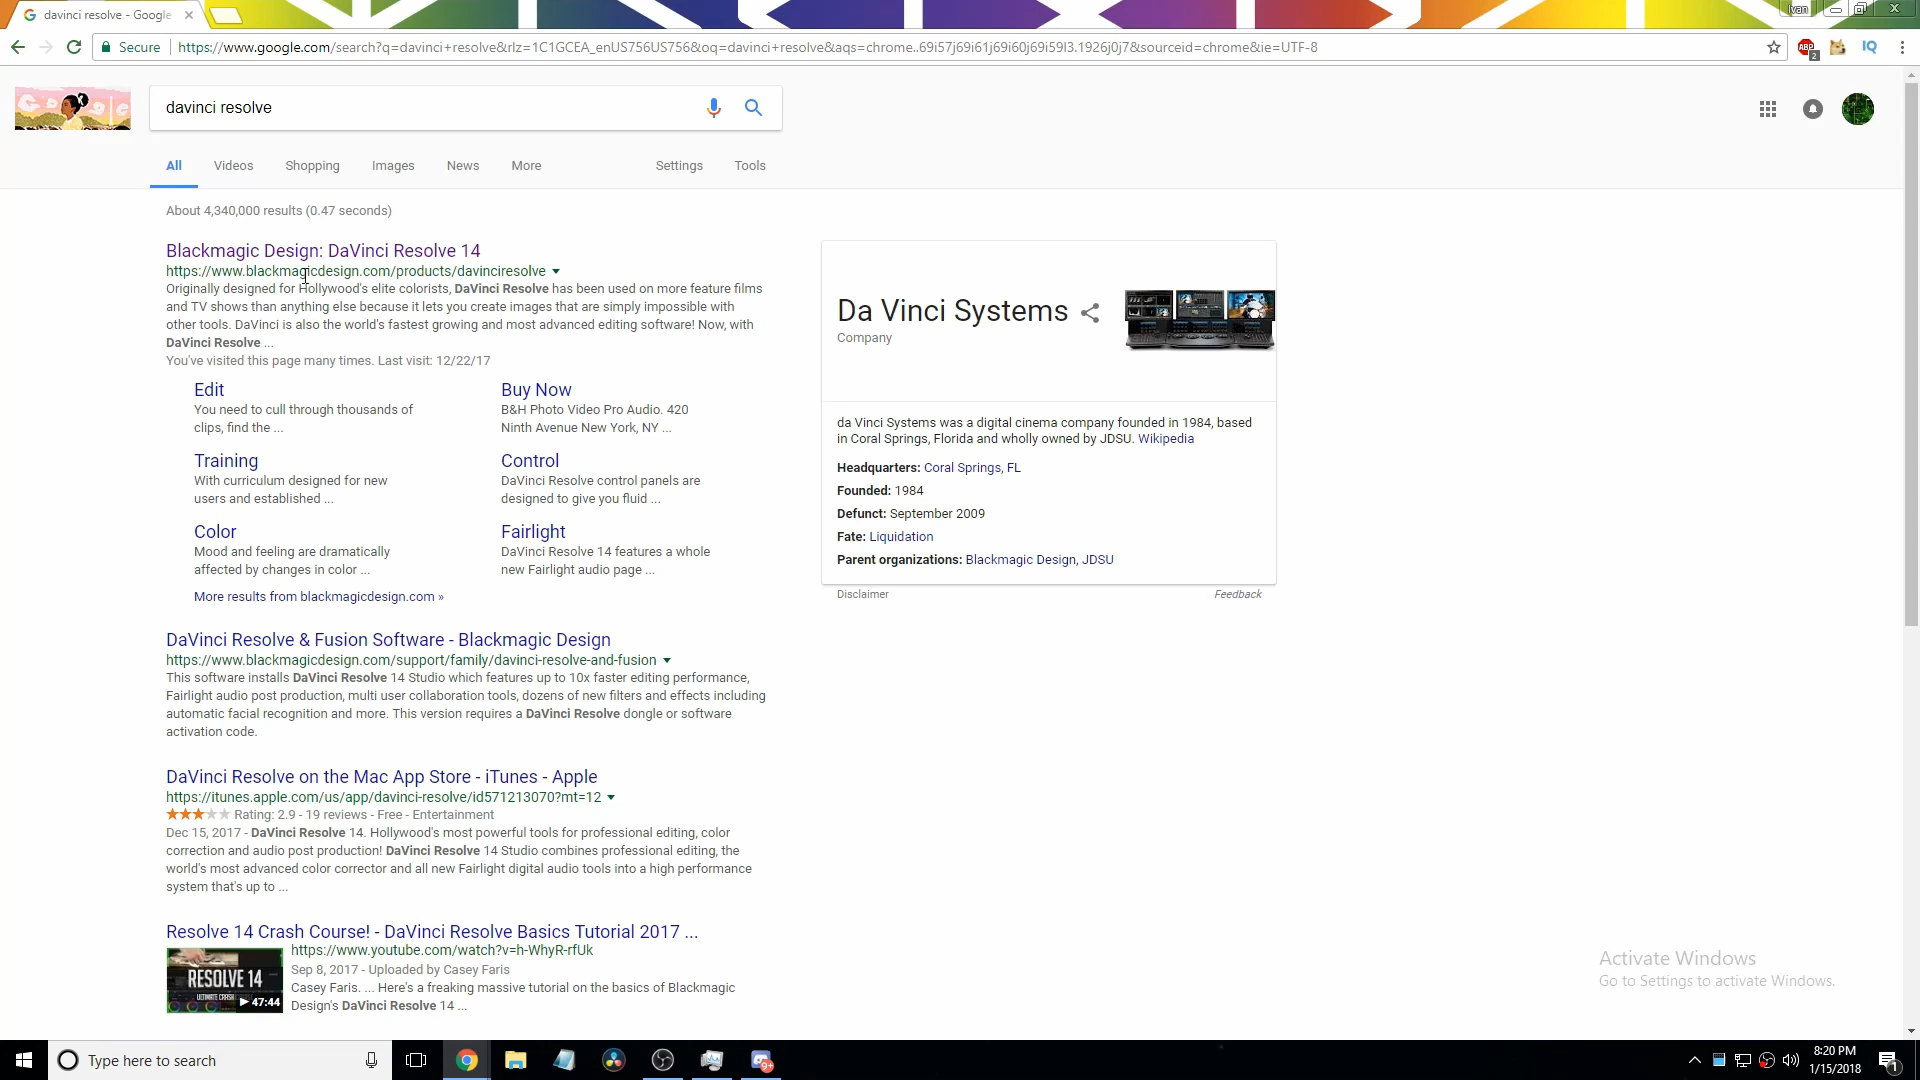 davinci resolve - Google
Ivan
Secure
https://www.google.com/search?q=davinci+resolve&rlz=1C1GCEA_enUS756US756&oq=davinci+resolve&aqs=chrome..69i57j69i61j69i60j69i59l3.1926j0j7&sourceid=chrome&ie=UTF-8
ABP
2
IQ
davinci resolve
All
Videos
Shopping
Images
News
More
Settings
Tools
About 4,340,000 results (0.47 seconds)
Blackmagic Design: DaVinci Resolve 14
https://www.blackmagicdesign.com/products/davinciresolve
Originally designed for Hollywood's elite colorists, DaVinci Resolve has been used on more feature films
and TV shows than anything else because it lets you create images that are simply impossible with
other tools. DaVinci is also the world's fastest growing and most advanced editing software! Now, with
DaVinci Resolve ...
You've visited this page many times. Last visit: 12/22/17
Edit
You need to cull through thousands of
clips, find the ...
Buy Now
B&H Photo Video Pro Audio. 420
Ninth Avenue New York, NY ...
Training
With curriculum designed for new
users and established ...
Control
DaVinci Resolve control panels are
designed to give you fluid ...
Color
Mood and feeling are dramatically
affected by changes in color ...
Fairlight
DaVinci Resolve 14 features a whole
new Fairlight audio page ...
More results from blackmagicdesign.com »
DaVinci Resolve & Fusion Software - Blackmagic Design
https://www.blackmagicdesign.com/support/family/davinci-resolve-and-fusion
This software installs DaVinci Resolve 14 Studio which features up to 10x faster editing performance,
Fairlight audio post production, multi user collaboration tools, dozens of new filters and effects including
automatic facial recognition and more. This version requires a DaVinci Resolve dongle or software
activation code.
DaVinci Resolve on the Mac App Store - iTunes - Apple
https://itunes.apple.com/us/app/davinci-resolve/id571213070?mt=12
Rating: 2.9 - 19 reviews - Free - Entertainment
Dec 15, 2017 - DaVinci Resolve 14. Hollywood's most powerful tools for professional editing, color
correction and audio post production! DaVinci Resolve 14 Studio combines professional editing, the
world's most advanced color corrector and all new Fairlight digital audio tools into a high performance
system that's up to ...
Resolve 14 Crash Course! - DaVinci Resolve Basics Tutorial 2017 ...
RESOLVE 14
47:44
https://www.youtube.com/watch?v=h-WhyR-rfUk
Sep 8, 2017 - Uploaded by Casey Faris
Casey Faris. ... Here's a freaking massive tutorial on the basics of Blackmagic
Design's DaVinci Resolve 14 ...
Da Vinci Systems
Company
da Vinci Systems was a digital cinema company founded in 1984, based
in Coral Springs, Florida and wholly owned by JDSU. Wikipedia
Headquarters: Coral Springs, FL
Founded: 1984
Defunct: September 2009
Fate: Liquidation
Parent organizations: Blackmagic Design, JDSU
Disclaimer
Feedback
Activate Windows
Go to Settings to activate Windows.
Type here to search
9+
8:20 PM
1/15/2018
1